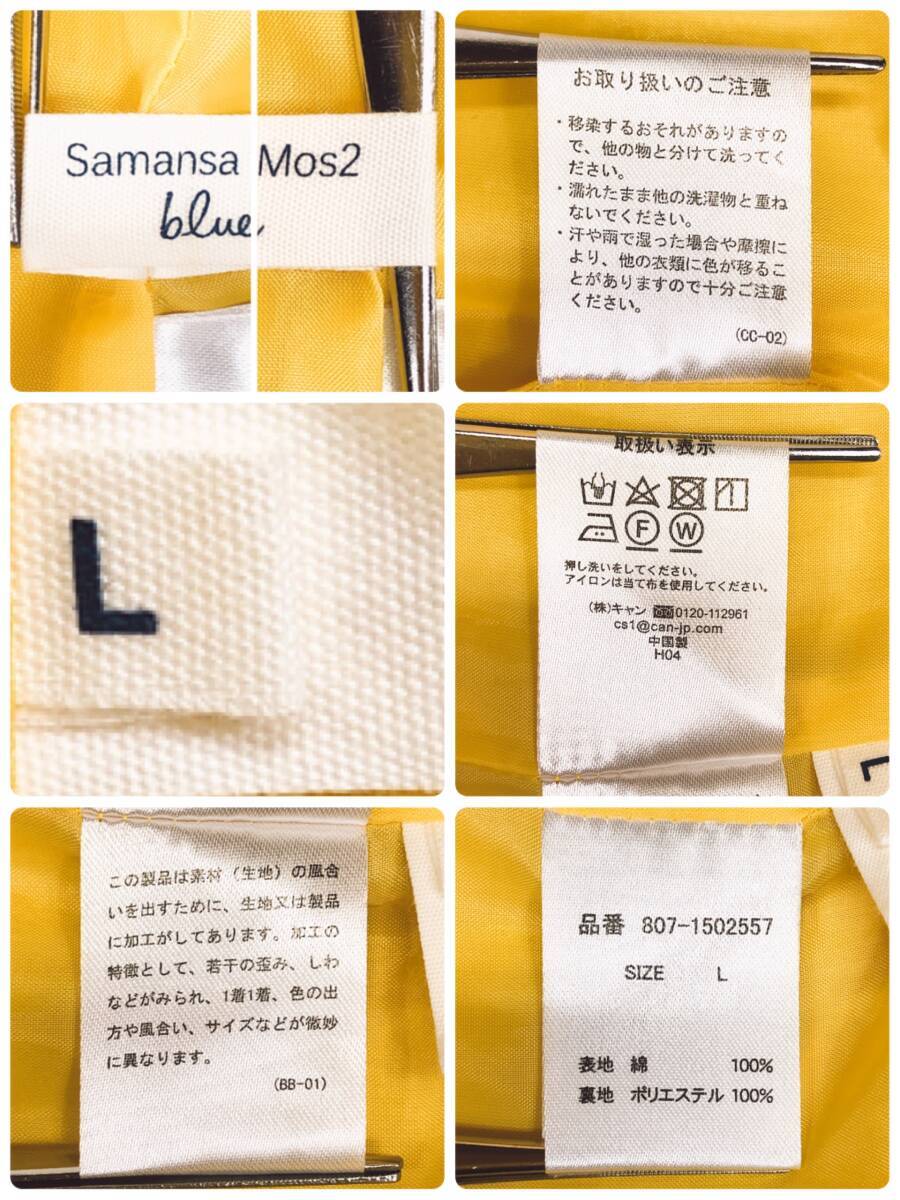 Samansa Mos2
blue
お取り扱いのご注意
・移染するおそれがありますの
で、他の物と分けて洗ってく
ださい。
・濡れたまま他の洗濯物と重ね
ないでください。
・汗や雨で湿った場合や摩擦に
より、他の衣類に色が移るこ
とがありますので十分ご注意
ください。
(CC-02)
L
取扱い表示
F W
押し洗いをしてください。
アイロンは当て布を使用してください。
(株)キャン 0120-112961
cs1@can-jp.com
中国製
H04
この製品は素材(生地)の風合
いを出すために、生地又は製品
に加工がしてあります。加工の
特徴として、若干の歪み、しわ
などがみられ、1着1着、色の出
方や風合い、サイズなどが微妙
に異なります。
(BB-01)
品番 807-1502557
SIZE L
表地 綿 100%
裏地 ポリエステル 100%